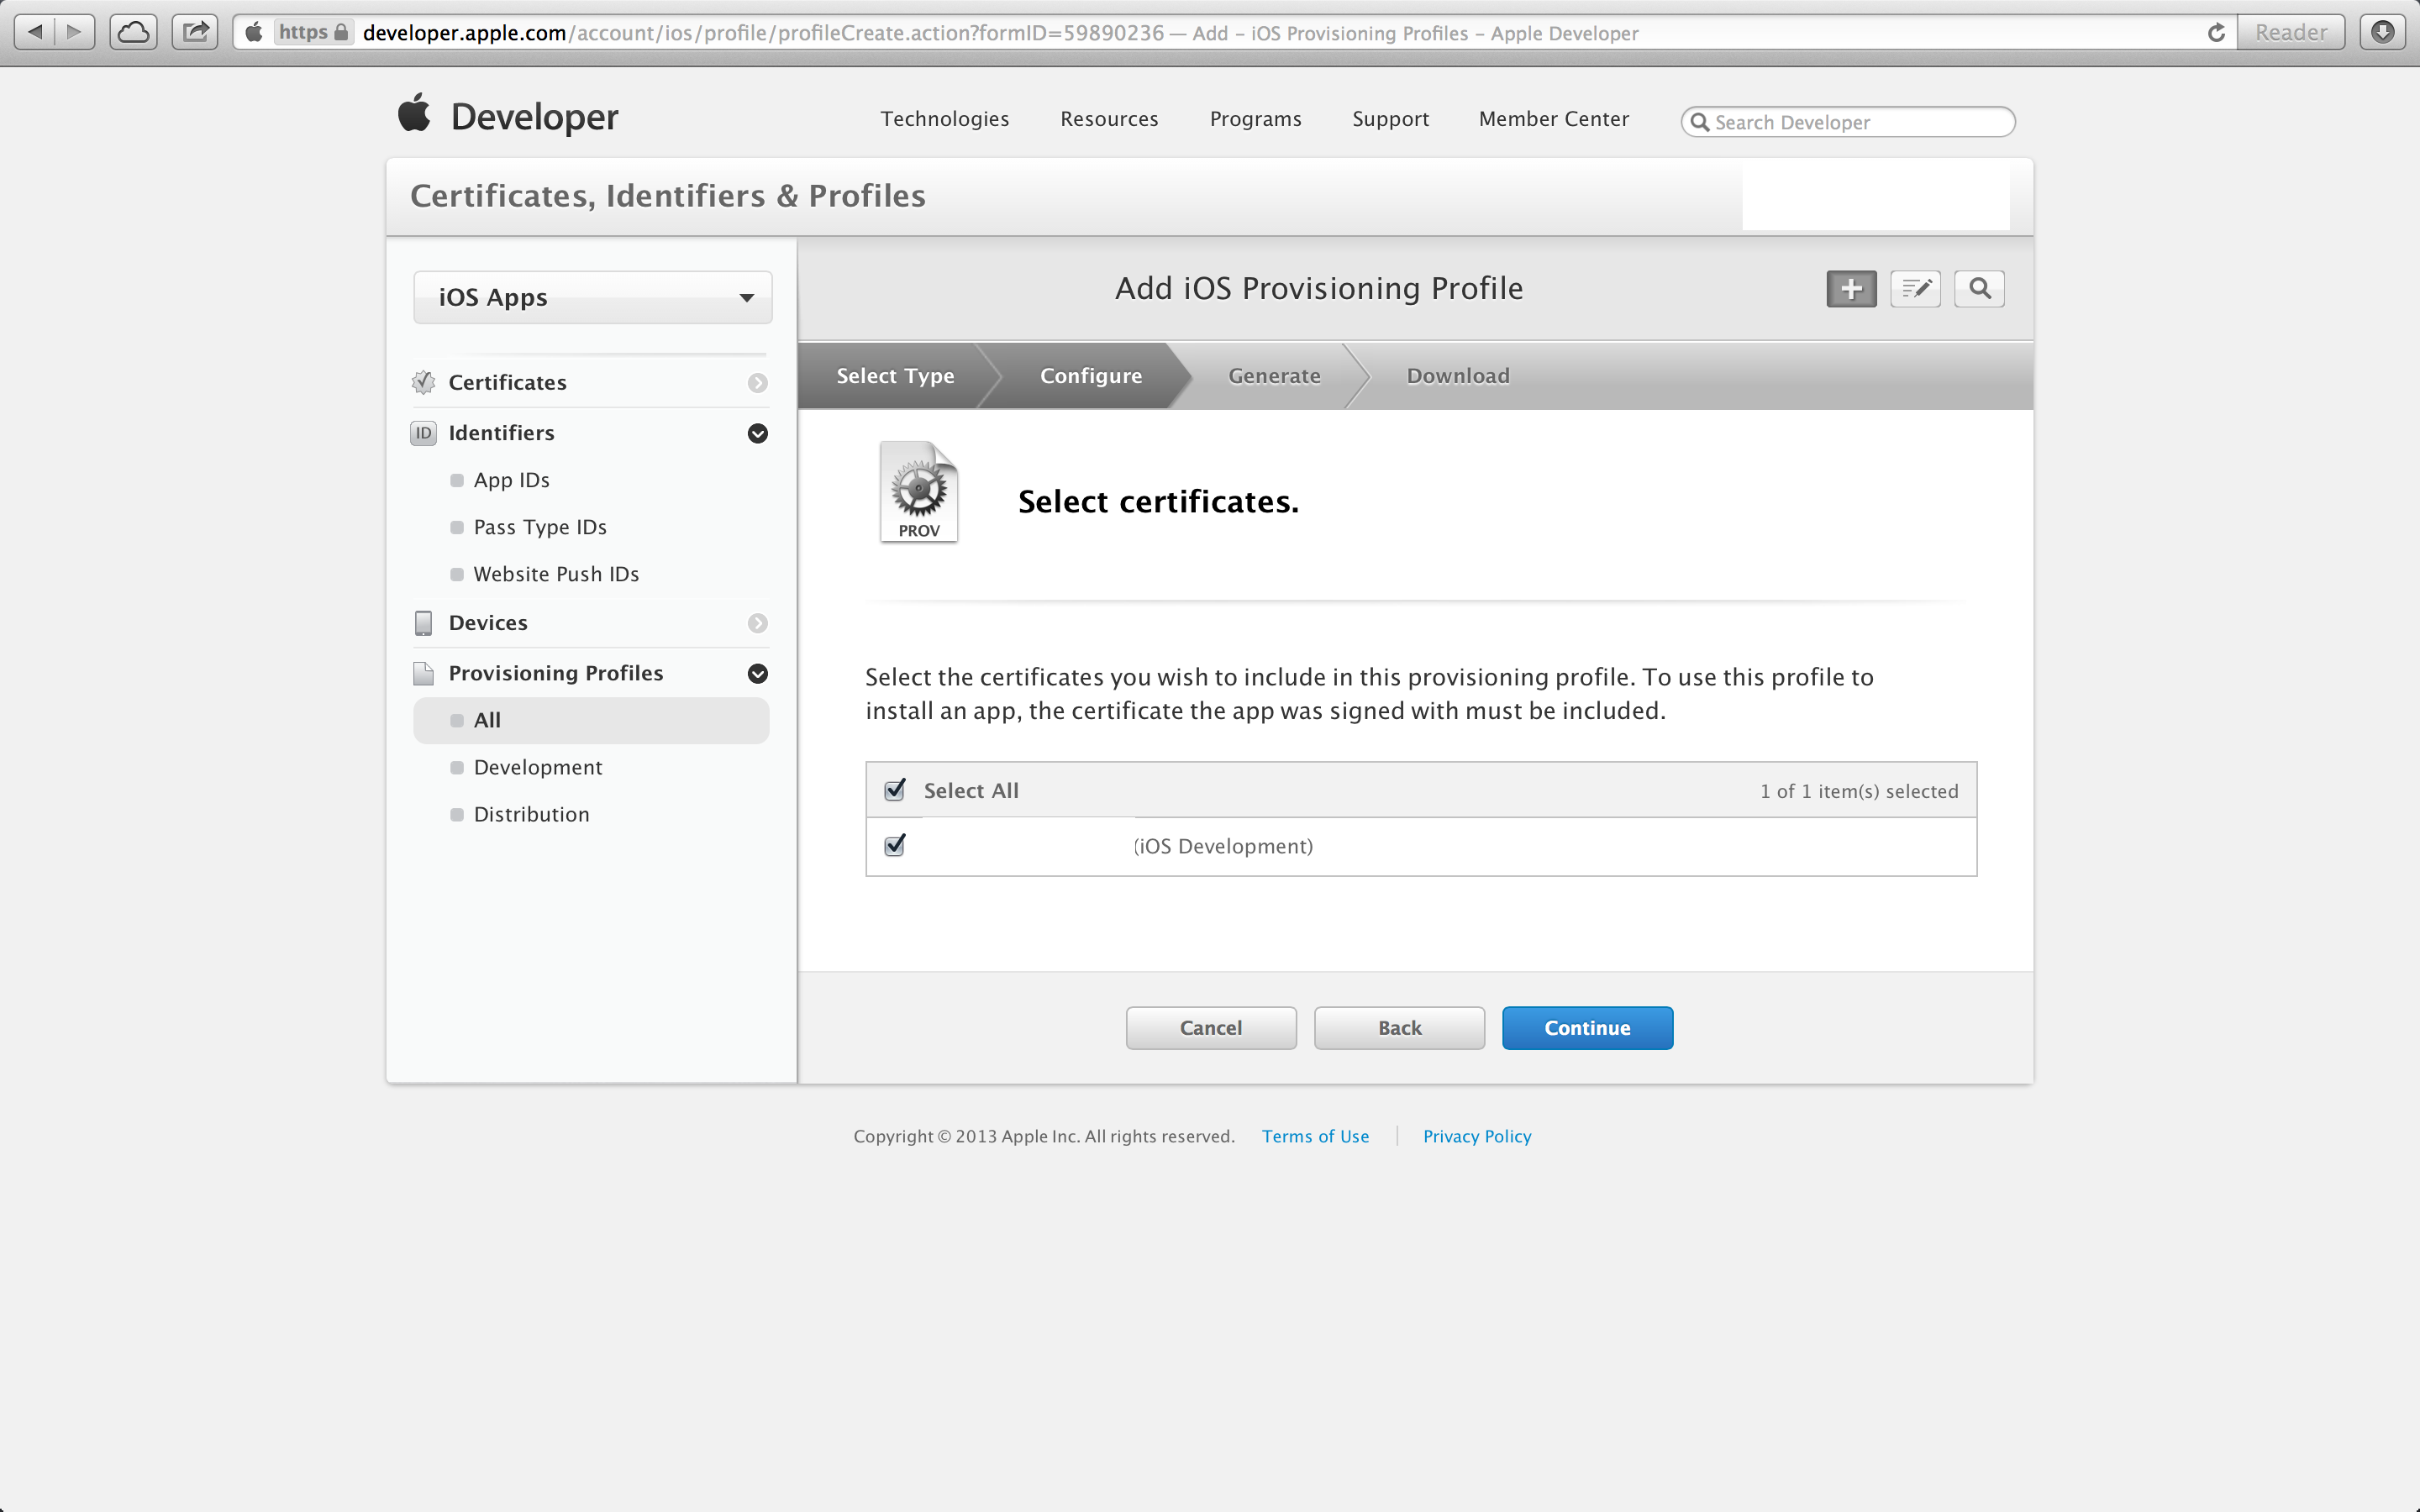 https developer.apple.com/account/ios/profile/profileCreate.action?formID=59890236 — Add – iOS Provisioning Profiles – Apple Developer Reader
Developer Technologies Resources Programs Support Member Center Search Developer
Certificates, Identifiers & Profiles
iOS Apps
Certificates
ID Identifiers
App IDs
Pass Type IDs
Website Push IDs
Devices
Provisioning Profiles
All
Development
Distribution
Add iOS Provisioning Profile
Select Type Configure Generate Download
PROV
Select certificates.
Select the certificates you wish to include in this provisioning profile. To use this profile to
install an app, the certificate the app was signed with must be included.
Select All 1 of 1 item(s) selected
(iOS Development)
Cancel Back Continue
Copyright © 2013 Apple Inc. All rights reserved. Terms of Use Privacy Policy